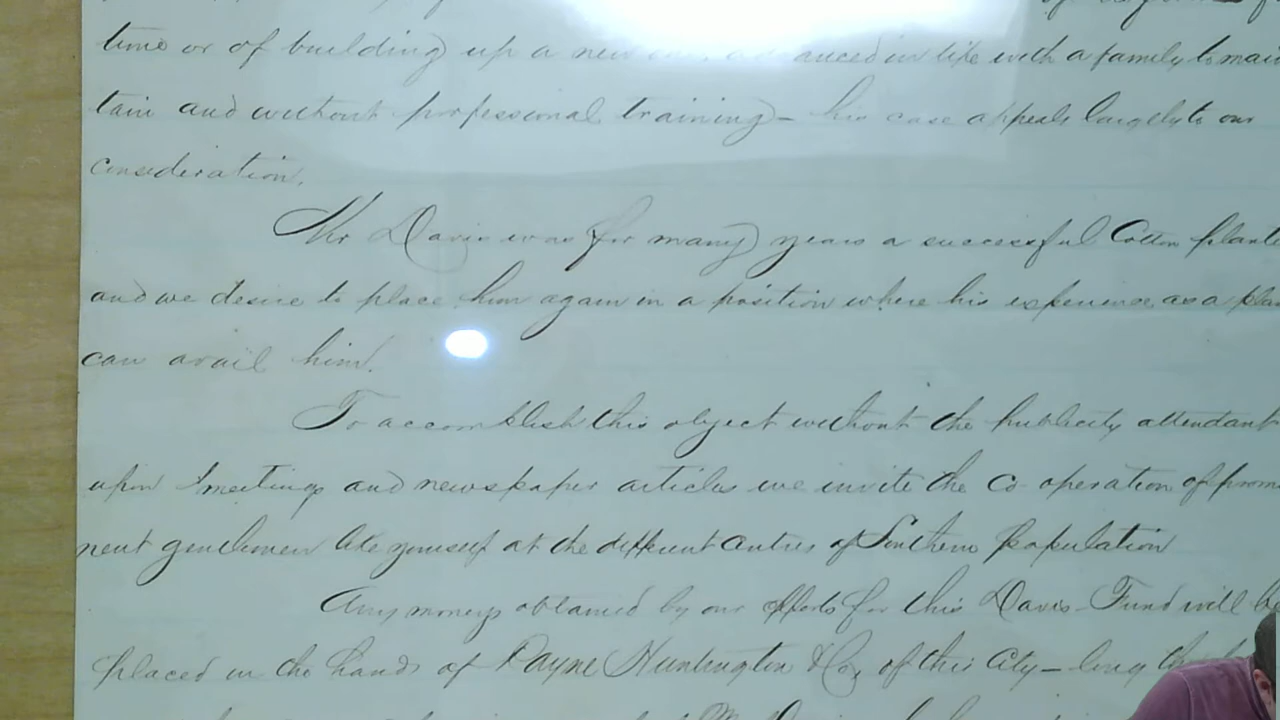 time or of building up a new advanced in life with a family to main
tain and without professional training - his case appeals largely to our
consideration.
Mr Davis was for many years a successful Cotton plante
and we desire to place him again in a position where his experience as a plan
can avail him.
To accomplish this object without the publicity attendant
upon meetings and newspaper articles we invite the Co operation of promi
nent gentlemen like yourself at the different centres of Southern population
Any moneys obtained by our efforts for this Davis Fund will be
placed in the hands of Payne Huntington & Co, of this City - being